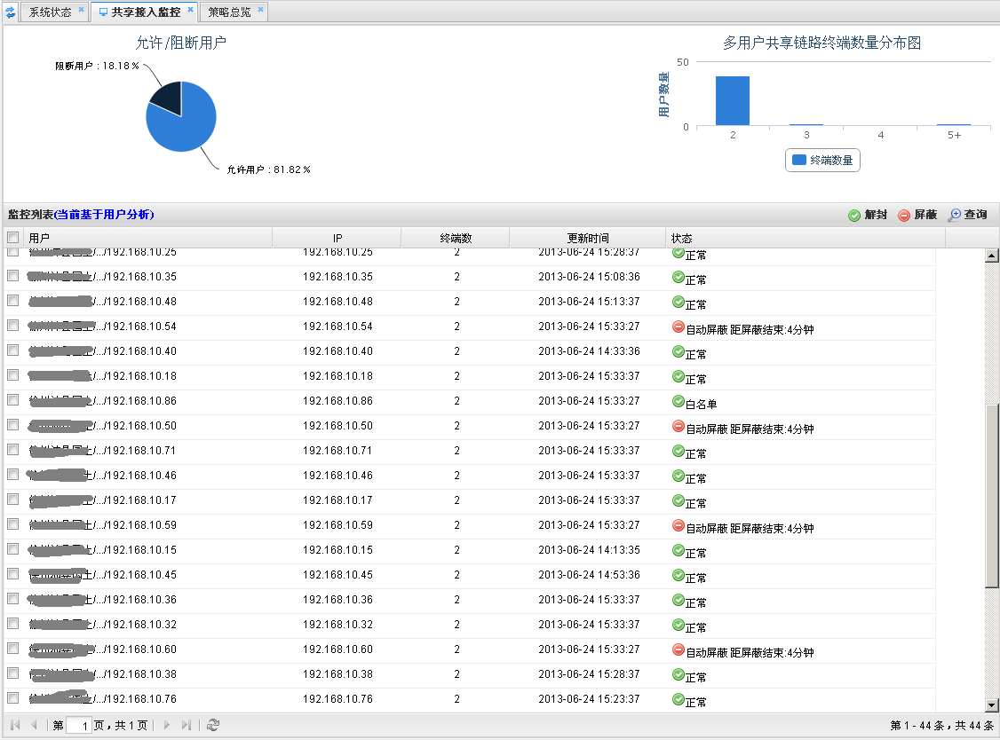 系统状态 共享接入监控 策略总览
允许/阻断用户
阻断用户：18.18％
允许用户：81.82％
多用户共享链路终端数量分布图
用户数量
50
0
2 3 4 5+
终端数量
监控列表(当前基于用户分析) 解封 屏蔽 查询
用户 IP 终端数 更新时间 状态
/.../192.168.10.25 192.168.10.25 2 2013-06-24 15:28:37 正常
/.../192.168.10.35 192.168.10.35 2 2013-06-24 15:08:36 正常
/.../192.168.10.48 192.168.10.48 2 2013-06-24 15:13:37 正常
/.../192.168.10.54 192.168.10.54 2 2013-06-24 15:33:27 自动屏蔽 距屏蔽结束:4分钟
/.../192.168.10.40 192.168.10.40 2 2013-06-24 14:33:36 正常
/.../192.168.10.18 192.168.10.18 2 2013-06-24 15:33:37 正常
/.../192.168.10.86 192.168.10.86 2 2013-06-24 15:33:27 白名单
/.../192.168.10.50 192.168.10.50 2 2013-06-24 15:33:27 自动屏蔽 距屏蔽结束:4分钟
/.../192.168.10.71 192.168.10.71 2 2013-06-24 15:33:37 正常
/.../192.168.10.46 192.168.10.46 2 2013-06-24 15:33:37 正常
/.../192.168.10.17 192.168.10.17 2 2013-06-24 15:33:37 正常
/.../192.168.10.59 192.168.10.59 2 2013-06-24 15:33:27 自动屏蔽 距屏蔽结束:4分钟
/.../192.168.10.15 192.168.10.15 2 2013-06-24 14:13:35 正常
/.../192.168.10.45 192.168.10.45 2 2013-06-24 14:53:36 正常
/.../192.168.10.36 192.168.10.36 2 2013-06-24 15:33:37 正常
/.../192.168.10.32 192.168.10.32 2 2013-06-24 15:33:37 正常
/.../192.168.10.60 192.168.10.60 2 2013-06-24 15:33:27 自动屏蔽 距屏蔽结束:4分钟
/.../192.168.10.38 192.168.10.38 2 2013-06-24 15:28:37 正常
/.../192.168.10.76 192.168.10.76 2 2013-06-24 15:23:37 正常
第 1 页，共 1 页 第 1 - 44 条，共 44 条